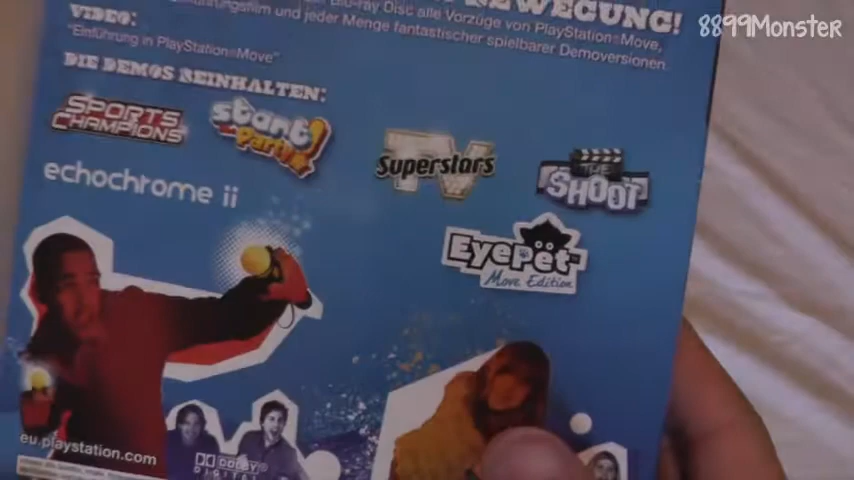 BEWEGUNG!
8899Monster
VIDEO:
Blu-ray Disc alle Vorzüge von PlayStation®Move,
und jeder Menge fantastischer spielbarer Demoversionen.
"Einführung in PlayStation®Move"
DIE DEMOS BEINHALTEN:
SPORTS
CHAMPIONS
start
the
Party!
TV
Superstars
THE
SHOOT
echochrome ii
EyePet™
Move Edition
eu.playstation.com
DOLBY®
DIGITAL